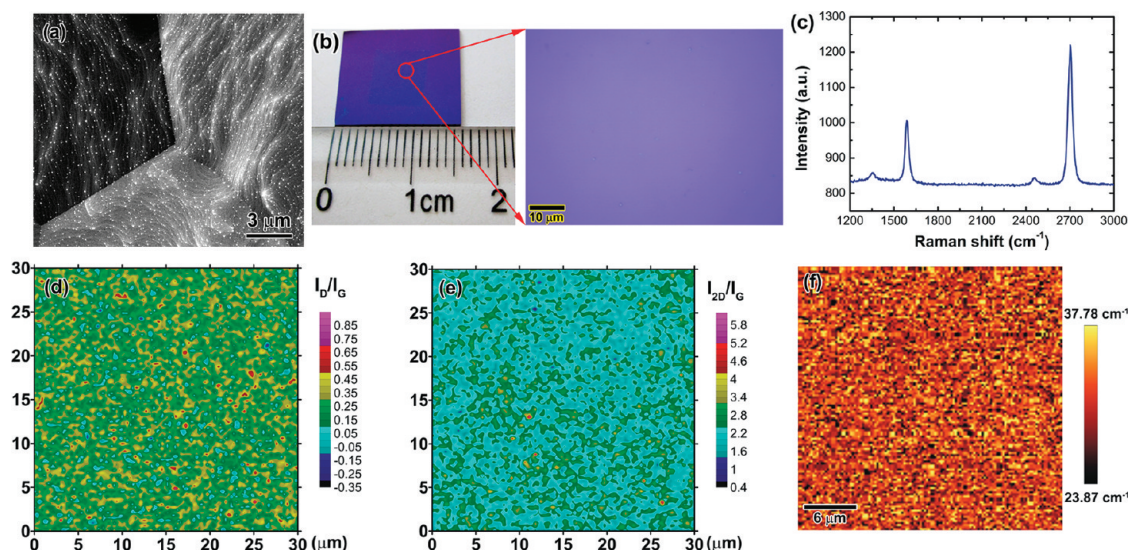 (a)
3 μm
(b)
0 1cm 2
10 μm
(c)
Intensity (a.u.)
1300
1200
1100
1000
900
800
1200 1500 1800 2100 2400 2700 3000
Raman shift (cm⁻¹)
(d)
30
25
20
15
10
5
0
0 5 10 15 20 25 30 (μm)
I_D/I_G
0.85
0.75
0.65
0.55
0.45
0.35
0.25
0.15
0.05
-0.05
-0.15
-0.25
-0.35
(e)
30
25
20
15
10
5
0
0 5 10 15 20 25 30 (μm)
I_2D/I_G
5.8
5.2
4.6
4
3.4
2.8
2.2
1.6
1
0.4
(f)
6 μm
37.78 cm⁻¹
23.87 cm⁻¹